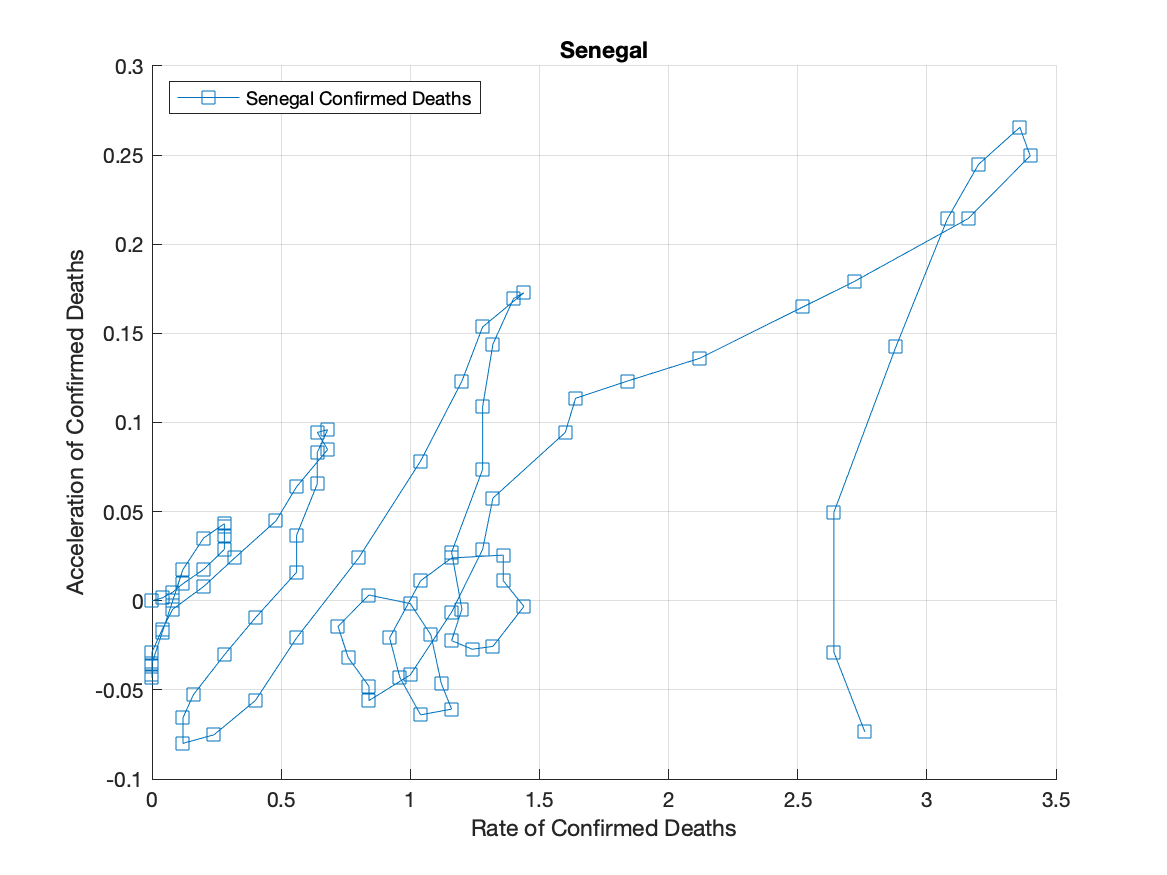 Senegal
Senegal Confirmed Deaths
0.3
0.25
0.2
0.15
0.1
0.05
0
-0.05
-0.1
Acceleration of Confirmed Deaths
0 0.5 1 1.5 2 2.5 3 3.5
Rate of Confirmed Deaths